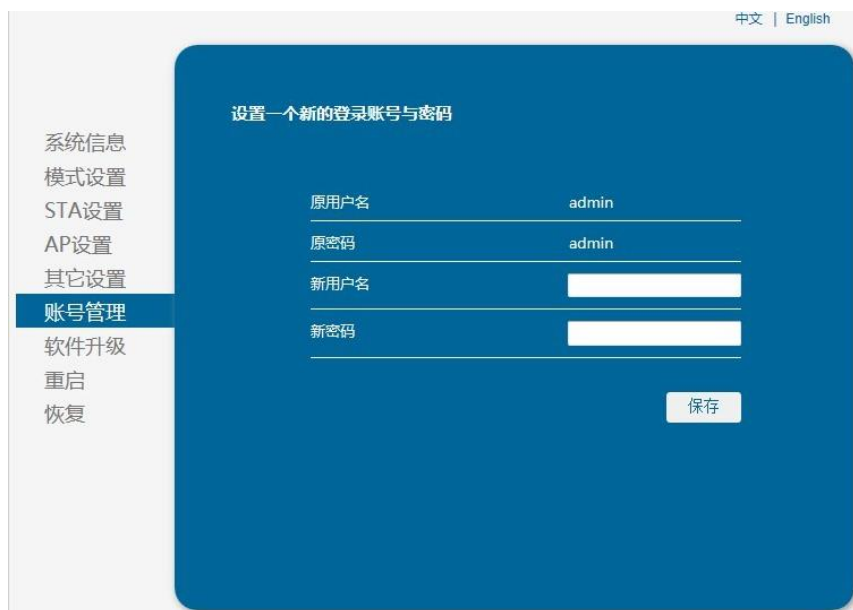 中文 | English
设置一个新的登录账号与密码
系统信息
模式设置
STA设置
AP设置
其它设置
账号管理
软件升级
重启
恢复
原用户名 admin
原密码 admin
新用户名
新密码
保存